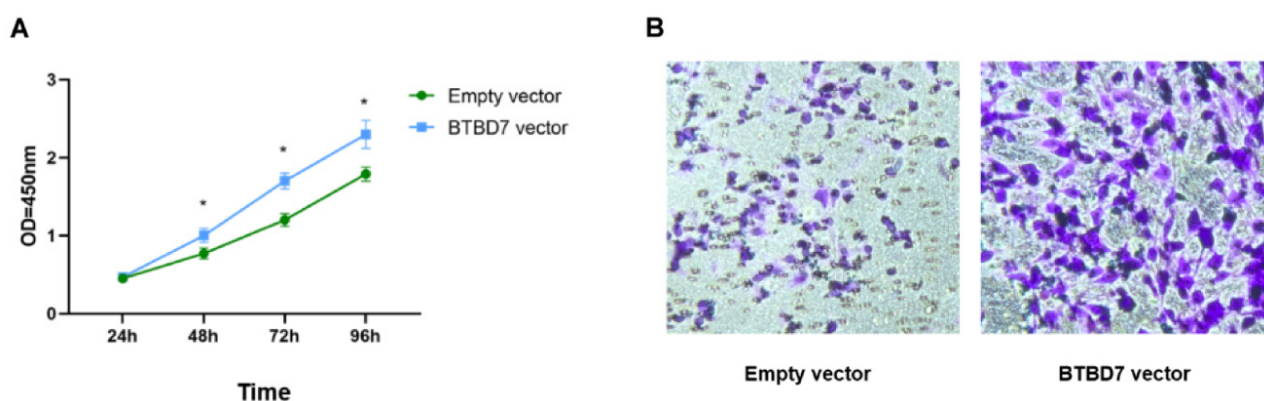 A
3
2
1
0
OD=450nm
*
*
*
24h
48h
72h
96h
Time
Empty vector
BTBD7 vector
B
Empty vector
BTBD7 vector